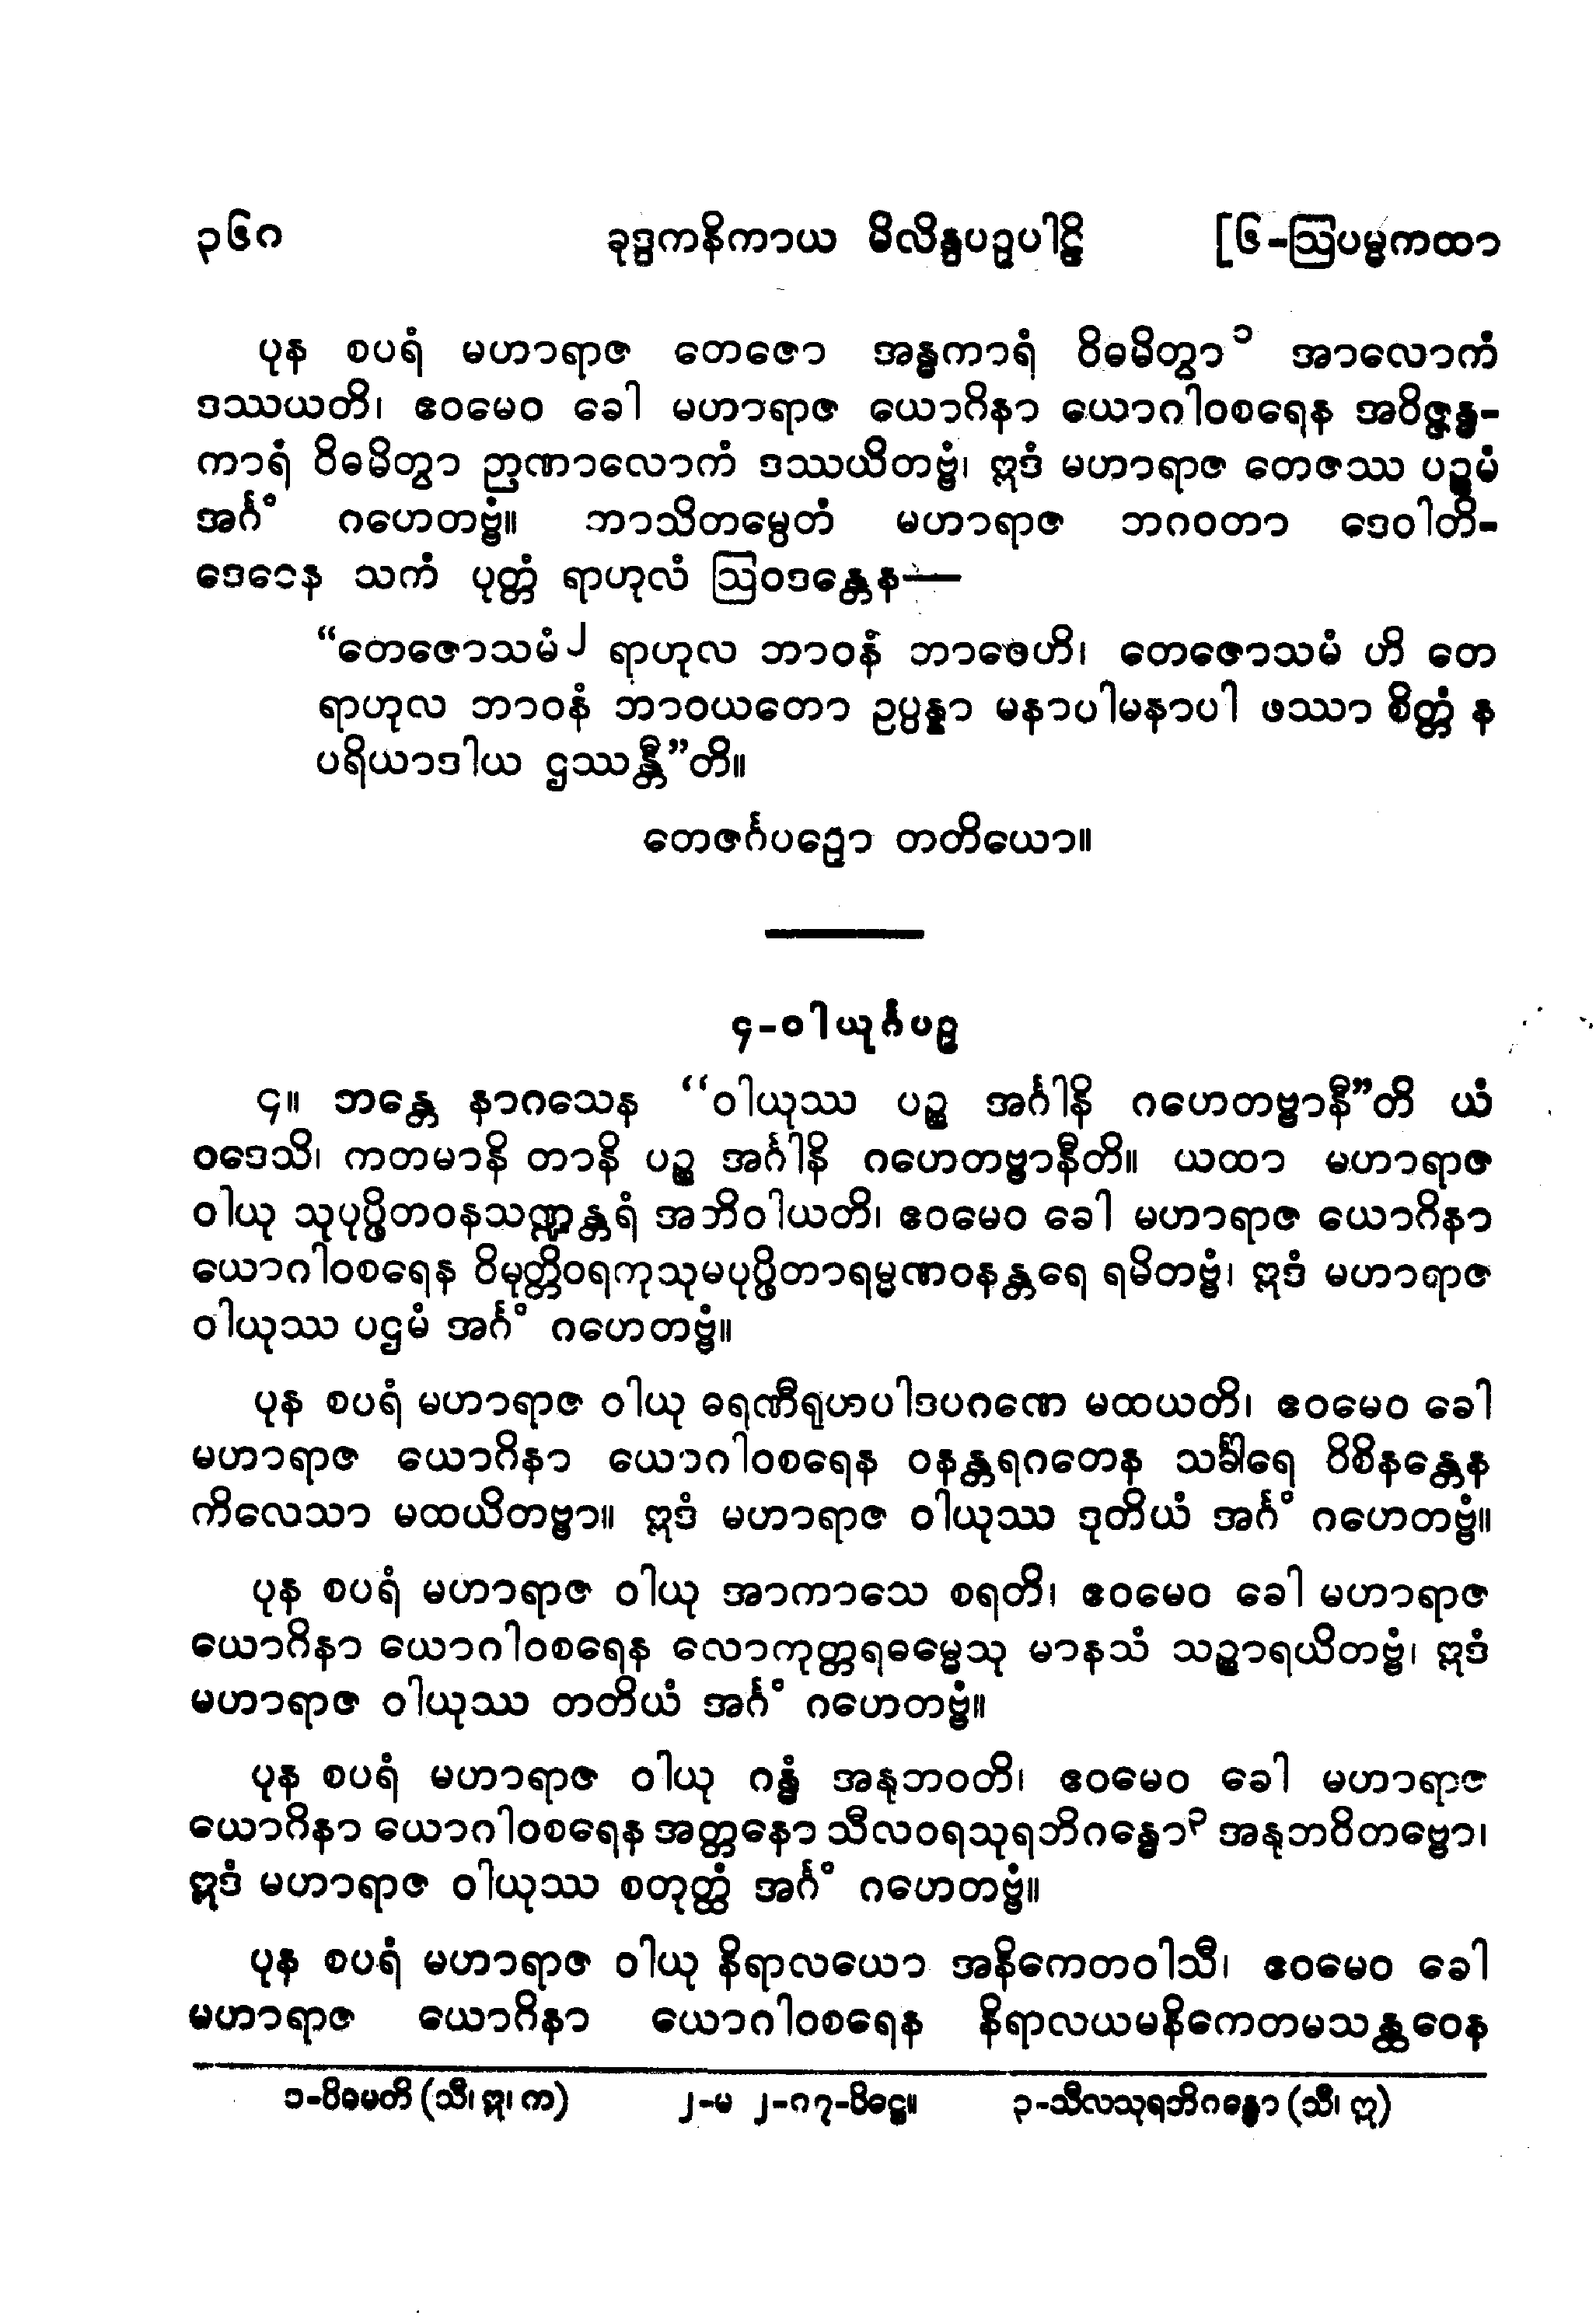 ၃၆၈ ခုဒ္ဒကနိကာယ မိလိန္ဒပဉှပါဠိ [၆-ဩပမ္မကထာ
ပုန စပရံ မဟာရာဇ တေဇော အန္ဓကာရံ ဝိဓမိတွာ၁ အာလောကံ
ဒဿယတိ၊ ဧဝမေဝ ခေါ မဟာရာဇ ယောဂိနာ ယောဂါဝစရေန အဝိဇ္ဇန္ဓ-
ကာရံ ဝိဓမိတွာ ဉာဏာလောကံ ဒဿယိတဗ္ဗံ၊ ဣဒံ မဟာရာဇ တေဇဿ ပဉ္စမံ
အင်္ဂံ ဂဟေတဗ္ဗံ။ ဘာသိတမ္ပေတံ မဟာရာဇ ဘဂဝတာ ဒေဝါတိ-
ဒေဝေန သကံ ပုတ္တံ ရာဟုလံ ဩဝဒန္တေန—
“တေဇောသမံ၂ ရာဟုလ ဘာဝနံ ဘာဝေဟိ၊ တေဇောသမံ ဟိ တေ
ရာဟုလ ဘာဝနံ ဘာဝယတော ဥပ္ပန္နာ မနာပါမနာပါ ဖဿာ စိတ္တံ န
ပရိယာဒါယ ဌဿန္တီ”တိ။
တေဇင်္ဂပဉှော တတိယော။
၄-ဝါယုင်္ဂပဉှ
၄။ ဘန္တေ နာဂသေန “ဝါယုဿ ပဉ္စ အင်္ဂါနိ ဂဟေတဗ္ဗာနီ”တိ ယံ
ဝဒေသိ၊ ကတမာနိ တာနိ ပဉ္စ အင်္ဂါနိ ဂဟေတဗ္ဗာနီတိ။ ယထာ မဟာရာဇ
ဝါယု သုပုပ္ဖိတဝနသဏ္ဍန္တရံ အဘိဝါယတိ၊ ဧဝမေဝ ခေါ မဟာရာဇ ယောဂိနာ
ယောဂါဝစရေန ဝိမုတ္တိဝရကုသုမပုပ္ဖိတာရမ္မဏဝနန္တရေ ရမိတဗ္ဗံ၊ ဣဒံ မဟာရာဇ
ဝါယုဿ ပဌမံ အင်္ဂံ ဂဟေတဗ္ဗံ။
ပုန စပရံ မဟာရာဇ ဝါယု ဓရဏီရုဟပါဒပဂဏေ မထယတိ၊ ဧဝမေဝ ခေါ
မဟာရာဇ ယောဂိနာ ယောဂါဝစရေန ဝနန္တရဂတေန သင်္ခါရေ ဝိစိနန္တေန
ကိလေသာ မထယိတဗ္ဗာ။ ဣဒံ မဟာရာဇ ဝါယုဿ ဒုတိယံ အင်္ဂံ ဂဟေတဗ္ဗံ။
ပုန စပရံ မဟာရာဇ ဝါယု အာကာသေ စရတိ၊ ဧဝမေဝ ခေါ မဟာရာဇ
ယောဂိနာ ယောဂါဝစရေန လောကုတ္တရဓမ္မေသု မာနသံ သဉ္စာရယိတဗ္ဗံ၊ ဣဒံ
မဟာရာဇ ဝါယုဿ တတိယံ အင်္ဂံ ဂဟေတဗ္ဗံ။
ပုန စပရံ မဟာရာဇ ဝါယု ဂန္ဓံ အနုဘဝတိ၊ ဧဝမေဝ ခေါ မဟာရာဇ
ယောဂိနာ ယောဂါဝစရေန အတ္တနော သီလဝရသုရဘိဂန္ဓော၃ အနုဘဝိတဗ္ဗော၊
ဣဒံ မဟာရာဇ ဝါယုဿ စတုတ္ထံ အင်္ဂံ ဂဟေတဗ္ဗံ။
ပုန စပရံ မဟာရာဇ ဝါယု နိရာလယော အနိကေတဝါသီ၊ ဧဝမေဝ ခေါ
မဟာရာဇ ယောဂိနာ ယောဂါဝစရေန နိရာလယမနိကေတမသန္ထဝေန
၁-ဝိဓမတိ (သီ၊ ဣ၊ က) ၂-မ ၂-၈၇-ပိဋ္ဌေ။ ၃-သီလသုရဘိဂန္ဓော (သီ၊ ဣ)